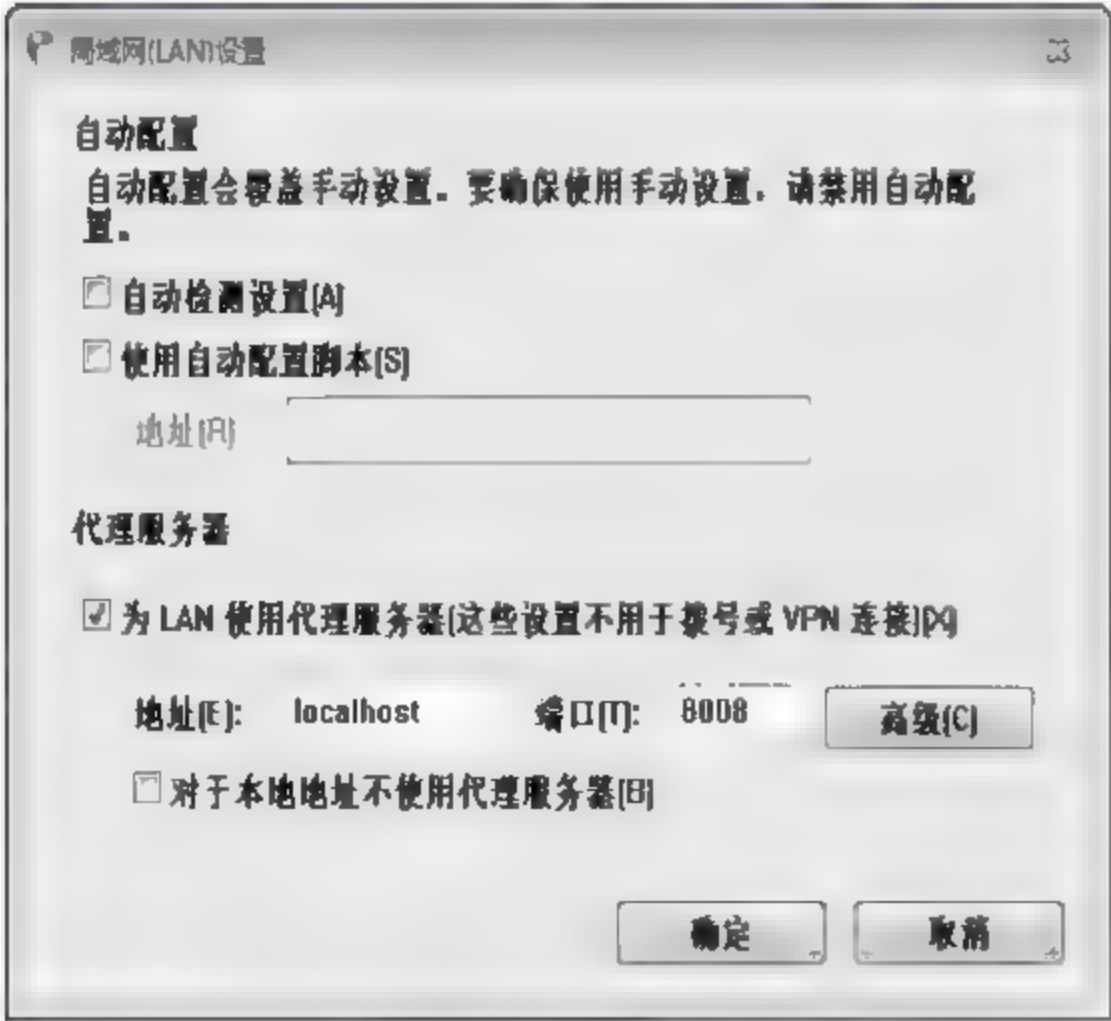 局域网(LAN)设置
自动配置
自动配置会覆盖手动设置。要确保使用手动设置，请禁用自动配
置。
自动检测设置(A)
使用自动配置脚本(S)
地址(R)
代理服务器
为 LAN 使用代理服务器(这些设置不用于拨号或 VPN 连接)(X)
地址(E): localhost 端口(T): 8008 高级(C)
对于本地地址不使用代理服务器(B)
确定 取消